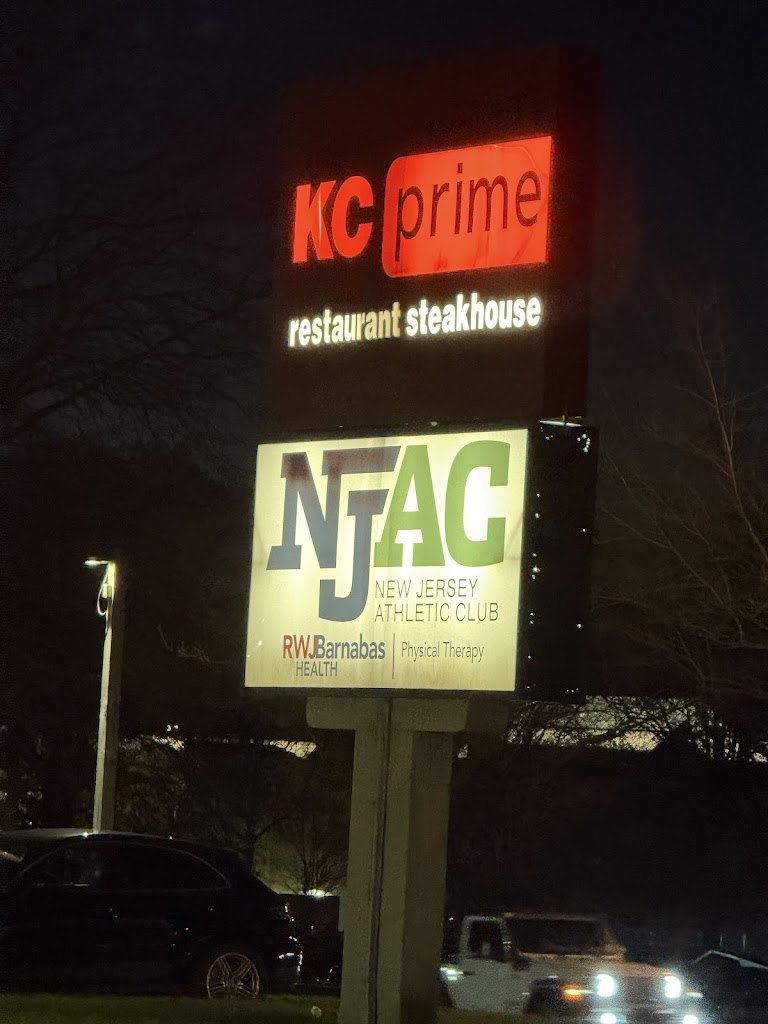 KC prime
restaurant steakhouse
NJAC
NEW JERSEY
ATHLETIC CLUB
RWJBarnabas | Physical Therapy
HEALTH